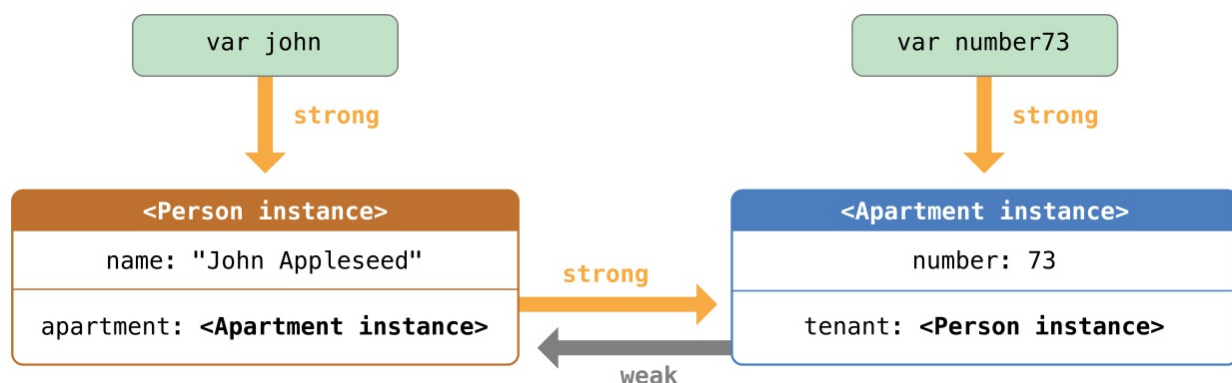 var john
var number73
strong
strong
<Person instance>
<Apartment instance>
name: "John Appleseed"
number: 73
strong
apartment: <Apartment instance>
tenant: <Person instance>
weak